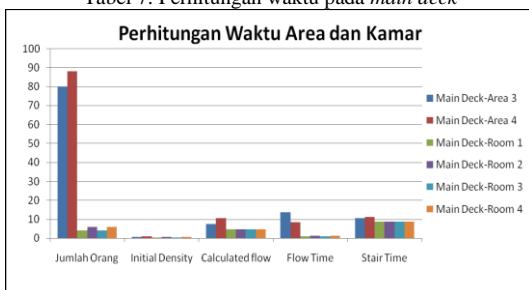 Tabel 7. Perhitungan waktu pada main deck
Perhitungan Waktu Area dan Kamar
100
90
80
70
60
50
40
30
20
10
0
Jumlah Orang
Initial Density
Calculated flow
Flow Time
Stair Time
Main Deck-Area 3
Main Deck-Area 4
Main Deck-Room 1
Main Deck-Room 2
Main Deck-Room 3
Main Deck-Room 4